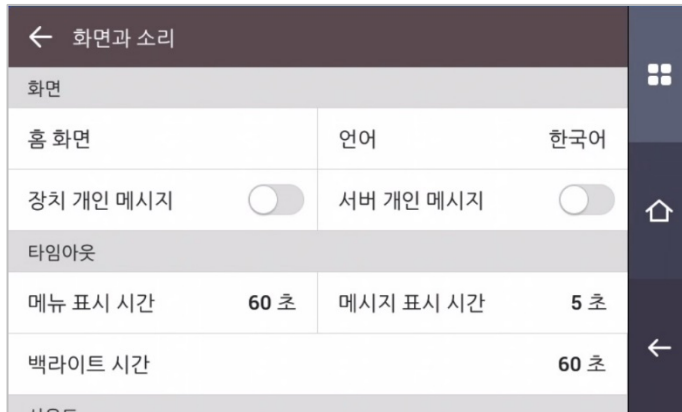 화면과 소리
화면
홈 화면
언어 한국어
장치 개인 메시지
서버 개인 메시지
타임아웃
메뉴 표시 시간 60 초
메시지 표시 시간 5 초
백라이트 시간 60 초